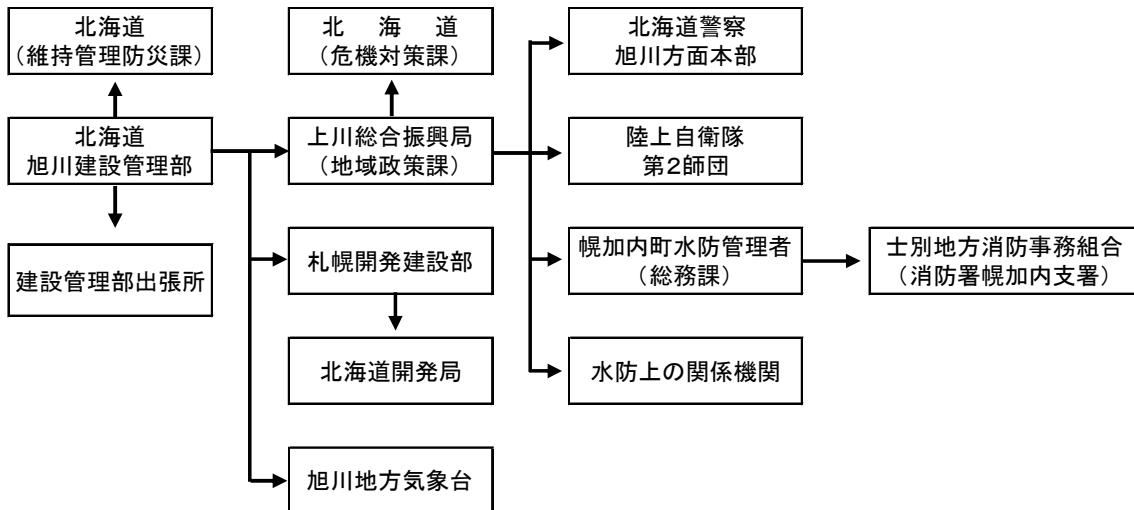 北海道
（維持管理防災課）
北　海　道
（危機対策課）
北海道警察
旭川方面本部
北海道
旭川建設管理部
上川総合振興局
（地域政策課）
陸上自衛隊
第2師団
建設管理部出張所
札幌開発建設部
幌加内町水防管理者
（総務課）
士別地方消防事務組合
（消防署幌加内支署）
北海道開発局
水防上の関係機関
旭川地方気象台